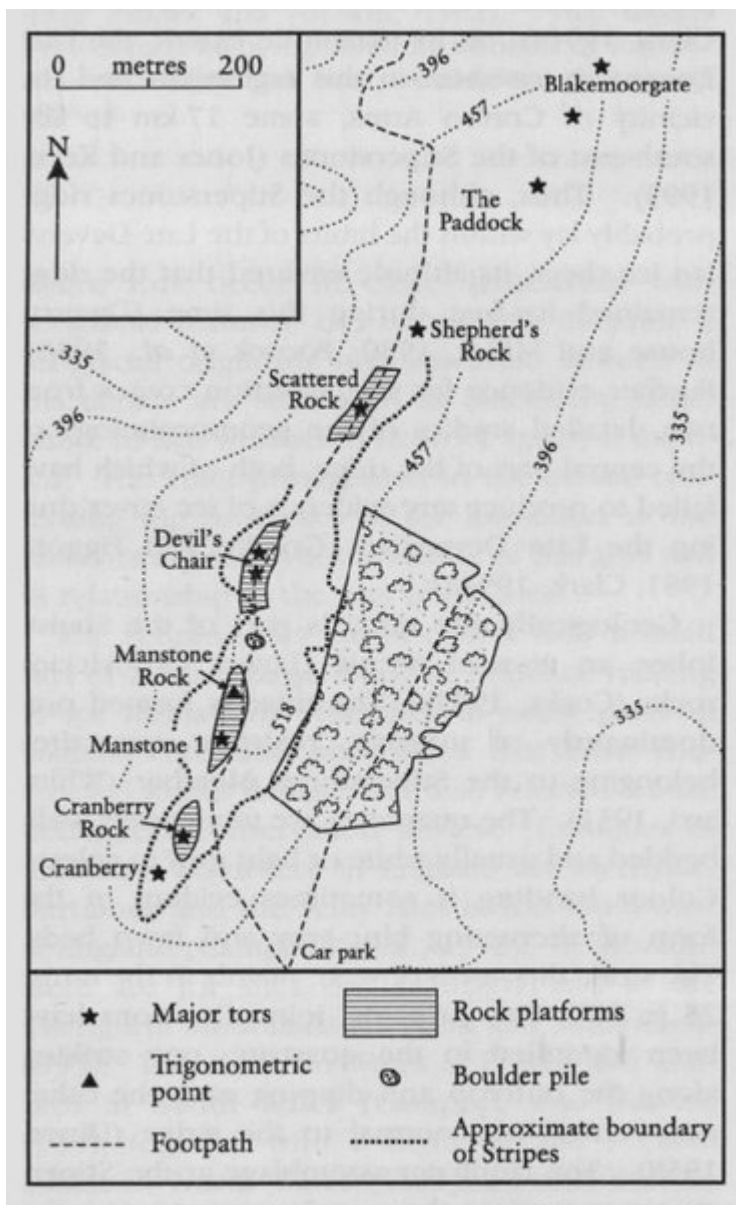 metres 200
0
N
396
457
Blakemoorgate
The
Paddock
Shepherd's
Rock
335
Scattered
Rock
396
457
396
335
Devil's
Chair
Manstone
Rock
518
Manstone
335
Cranberry
Rock
Cranberry
Car park
Major tors
Rock platforms
Trigonometric
point
Boulder pile
Footpath
Approximate boundary
of Stripes